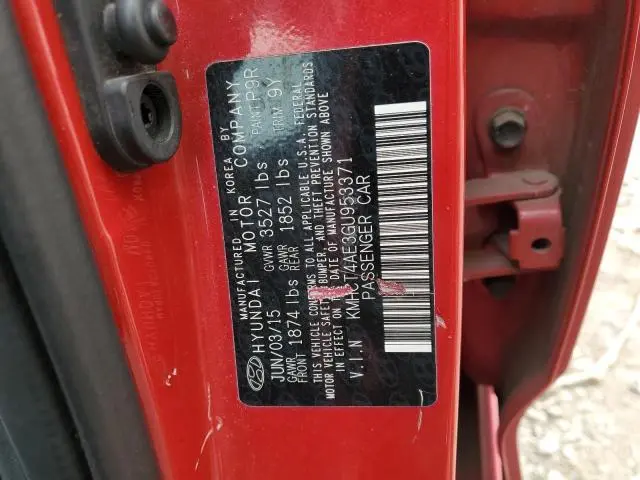 MANUFACTURED IN KOREA BY
HYUNDAI MOTOR COMPANY
JUN/03/15 GVWR 3527 lbs PAINT: P9R
GAWR FRONT 1874 lbs GAWR REAR 1852 lbs TRIM: 9Y
THIS VEHICLE CONFORMS TO ALL APPLICABLE U.S.A. FEDERAL
MOTOR VEHICLE SAFETY, BUMPER, AND THEFT PREVENTION STANDARDS
IN EFFECT ON THE DATE OF MANUFACTURE SHOWN ABOVE
V.I.N KMHCT4AE3GU953371
PASSENGER CAR